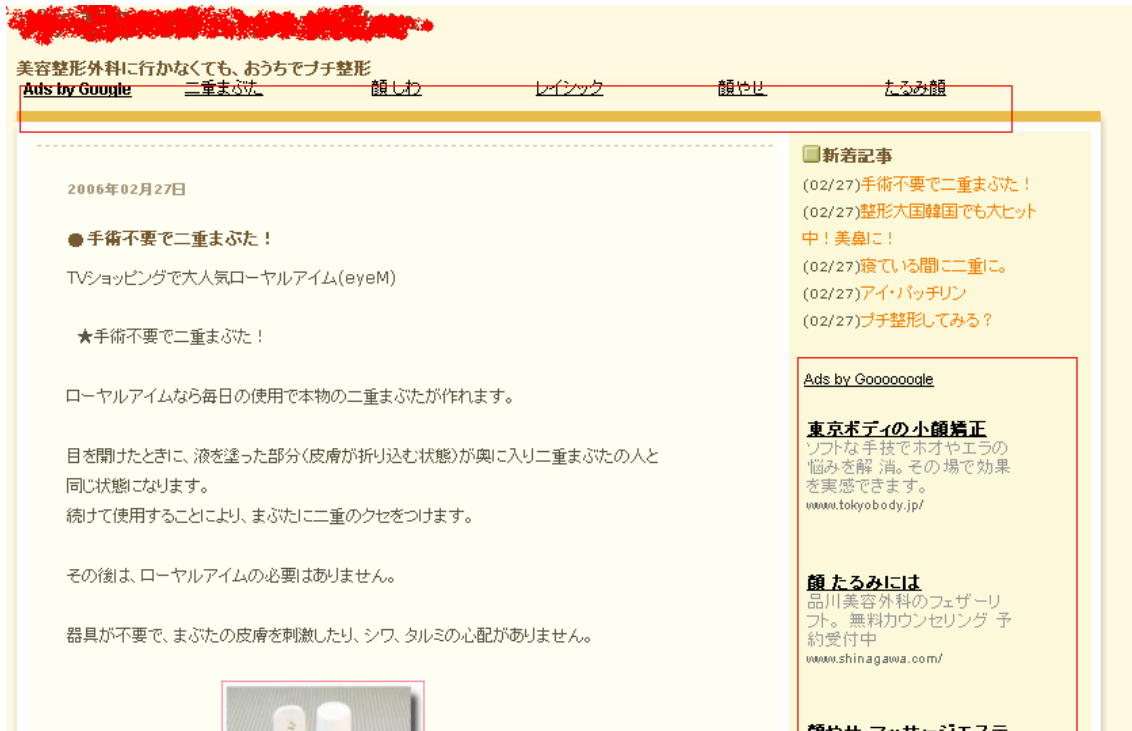 美容整形外科に行かなくても、おうちでプチ整形
Ads by Google 二重まぶた 顔 しわ レイシック 顔やせ たるみ顔
2006年02月27日
●手術不要で二重まぶた！
TVショッピングで大人気ローヤルアイム(eyeM)
★手術不要で二重まぶた！
ローヤルアイムなら毎日の使用で本物の二重まぶたが作れます。
目を開けたときに、液を塗った部分(皮膚が折り込む状態)が奥に入り二重まぶたの人と
同じ状態になります。
続けて使用することにより、まぶたに二重のクセをつけます。
その後は、ローヤルアイムの必要はありません。
器具が不要で、まぶたの皮膚を刺激したり、シワ、タルミの心配がありません。
新着記事
(02/27)手術不要で二重まぶた！
(02/27)整形大国韓国でも大ヒット
中！美鼻に！
(02/27)寝ている間に二重に。
(02/27)アイ・パッチリン
(02/27)プチ整形してみる？
Ads by Goooooogle
東京ボディの小顔矯正
ソフトな手技でホオやエラの
悩みを解 消。その場で効果
を実感できます。
www.tokyobody.jp/
顔 たるみには
品川美容外科のフェザーリ
フト。 無料カウンセリング 予
約受付中
www.shinagawa.com/
顔やせ マッサージエステ